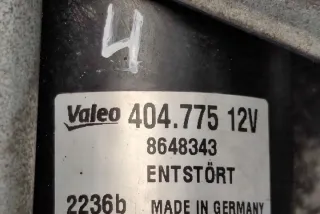 4
Valeo 404.775 12V
8648343
ENTSTÖRT
2236b MADE IN GERMANY